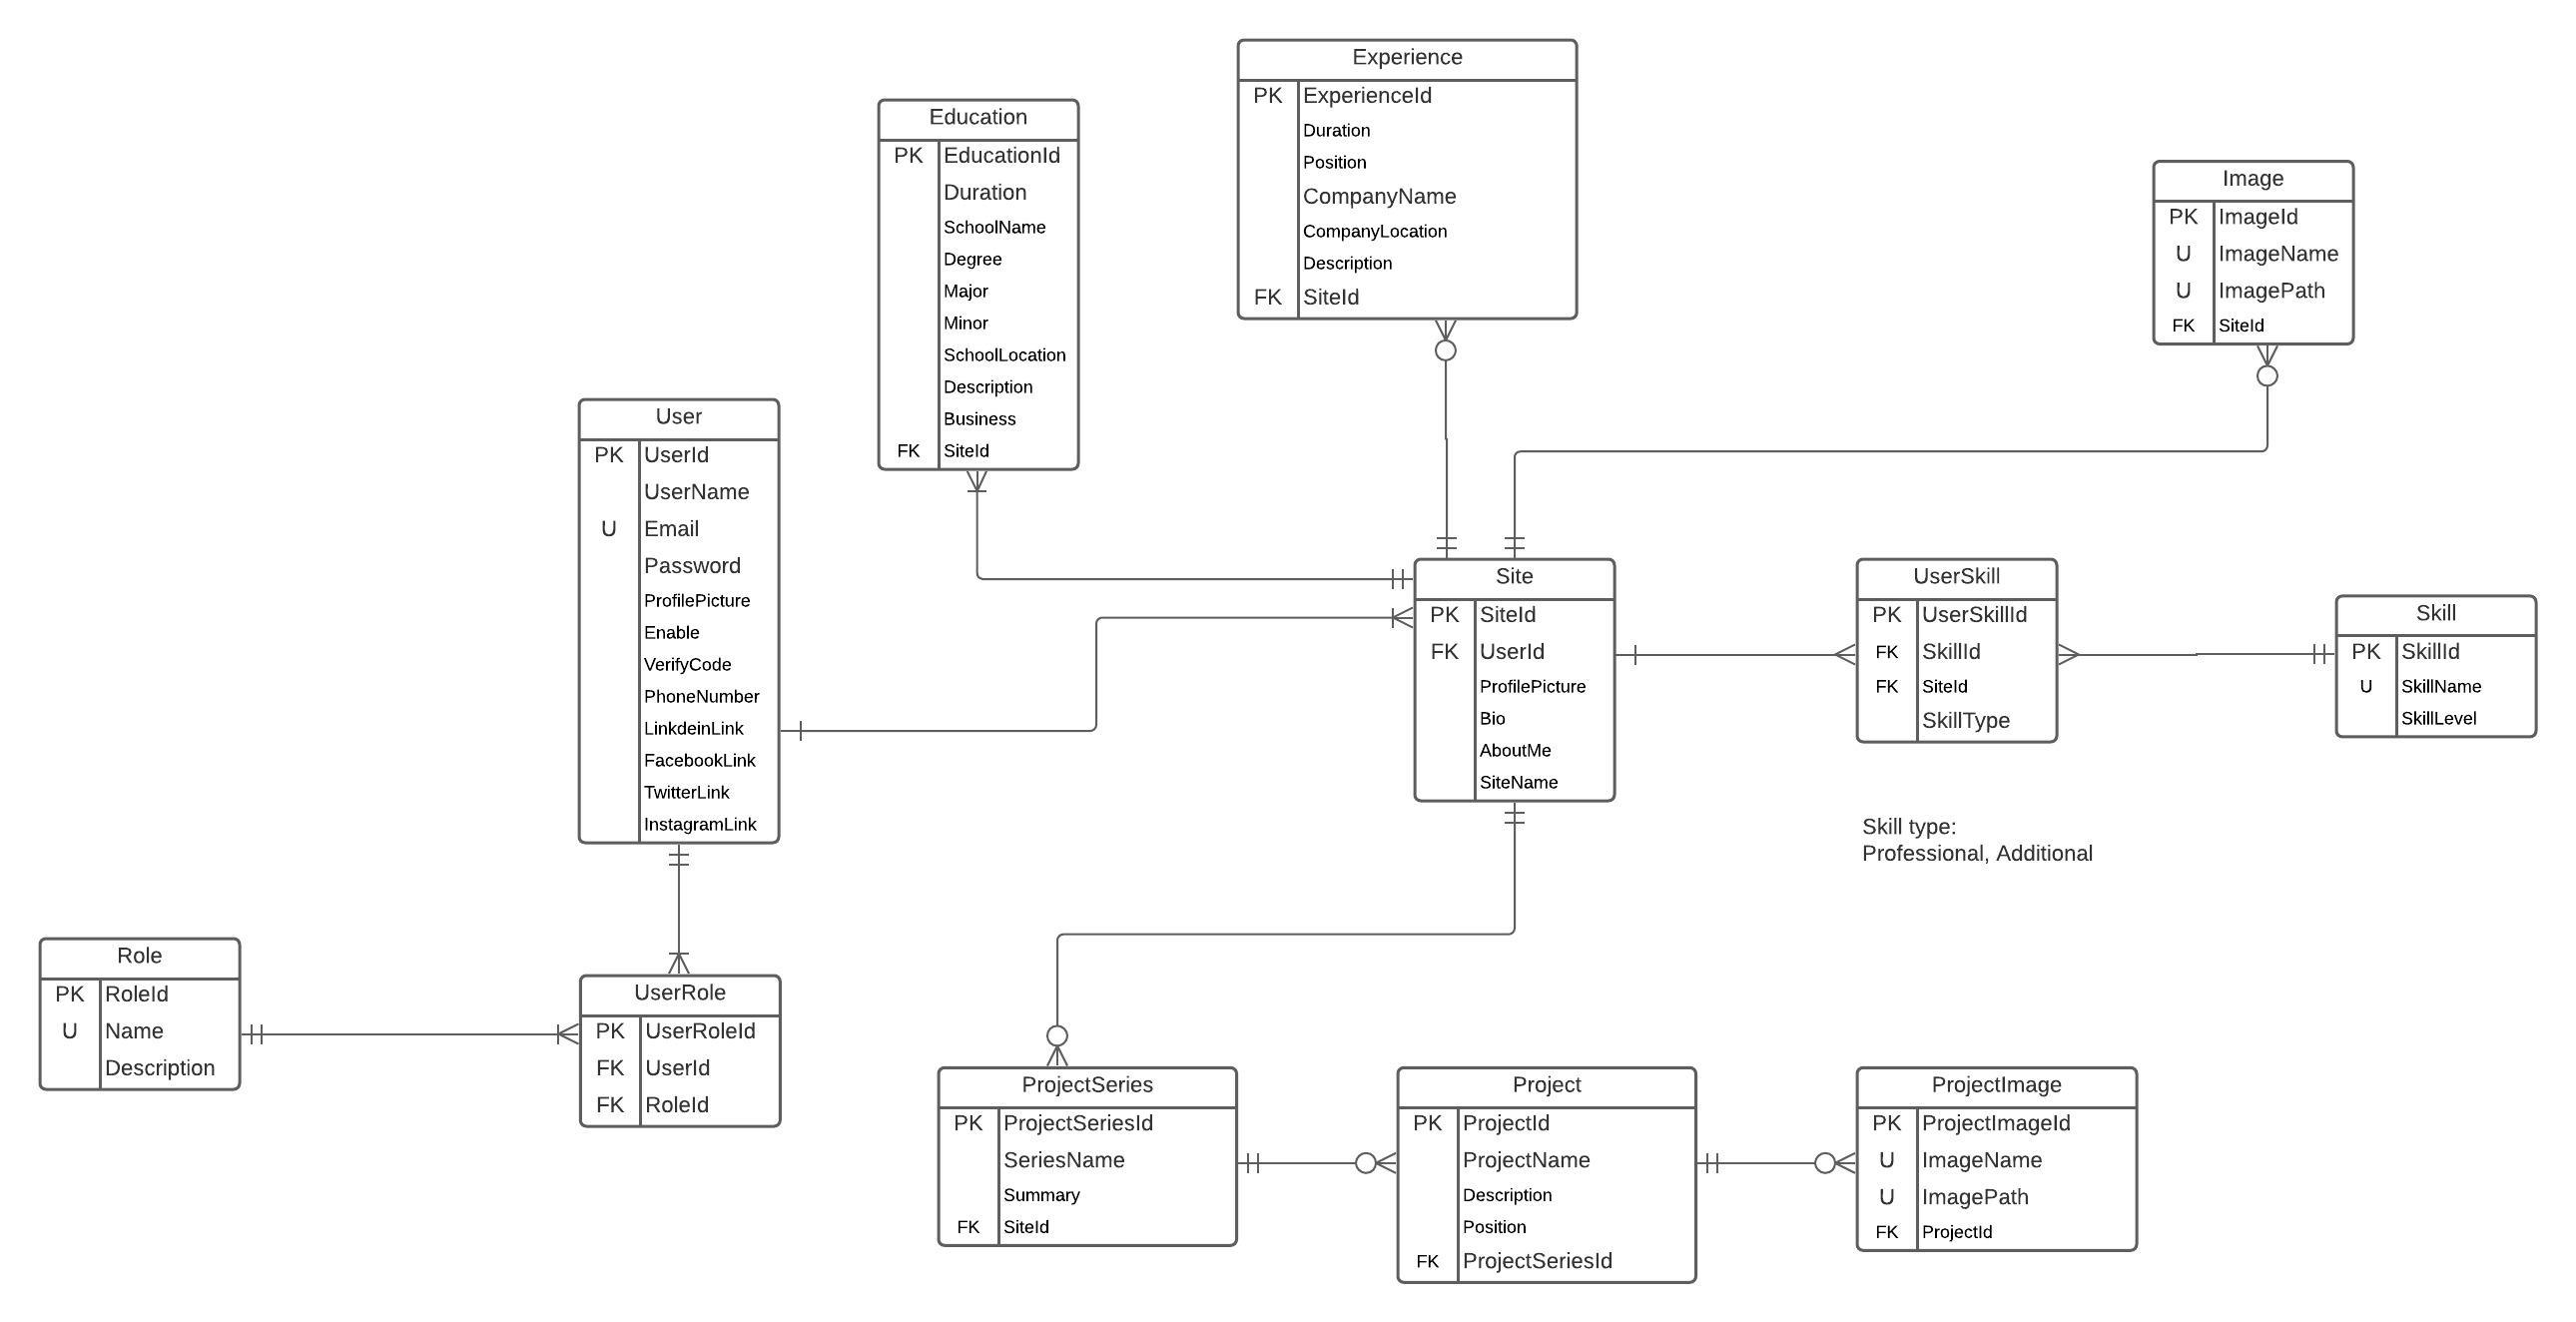 Experience
PK ExperienceId
Duration
Position
CompanyName
CompanyLocation
Description
FK SiteId
Education
PK EducationId
Duration
SchoolName
Degree
Major
Minor
SchoolLocation
Description
Business
FK SiteId
Image
PK ImageId
U ImageName
U ImagePath
FK SiteId
User
PK UserId
UserName
U Email
Password
ProfilePicture
Enable
VerifyCode
PhoneNumber
LinkdeinLink
FacebookLink
TwitterLink
InstagramLink
Site
PK SiteId
FK UserId
ProfilePicture
Bio
AboutMe
SiteName
UserSkill
PK UserSkillId
FK SkillId
FK SiteId
SkillType
Skill
PK SkillId
U SkillName
SkillLevel
Skill type:
Professional, Additional
Role
PK RoleId
U Name
Description
UserRole
PK UserRoleId
FK UserId
FK RoleId
ProjectSeries
PK ProjectSeriesId
SeriesName
Summary
FK SiteId
Project
PK ProjectId
ProjectName
Description
Position
FK ProjectSeriesId
ProjectImage
PK ProjectImageId
U ImageName
U ImagePath
FK ProjectId